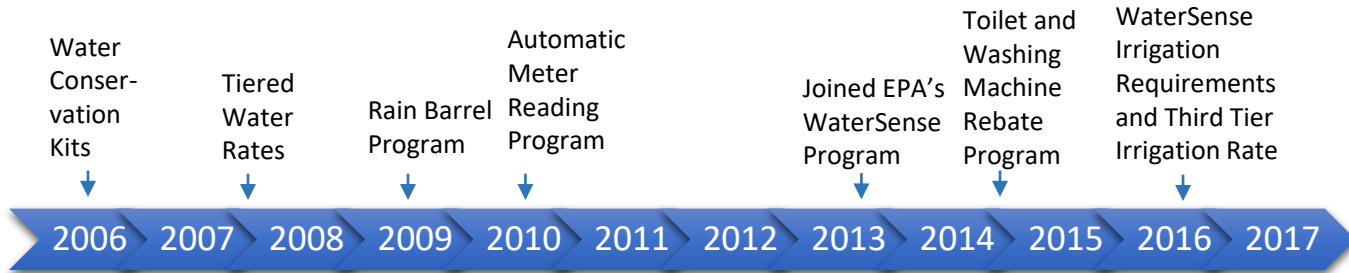 Water
Conser-
vation
Kits
Tiered
Water
Rates
Rain Barrel
Program
Automatic
Meter
Reading
Program
Joined EPA’s
WaterSense
Program
Toilet and
Washing
Machine
Rebate
Program
WaterSense
Irrigation
Requirements
and Third Tier
Irrigation Rate
2006 2007 2008 2009 2010 2011 2012 2013 2014 2015 2016 2017